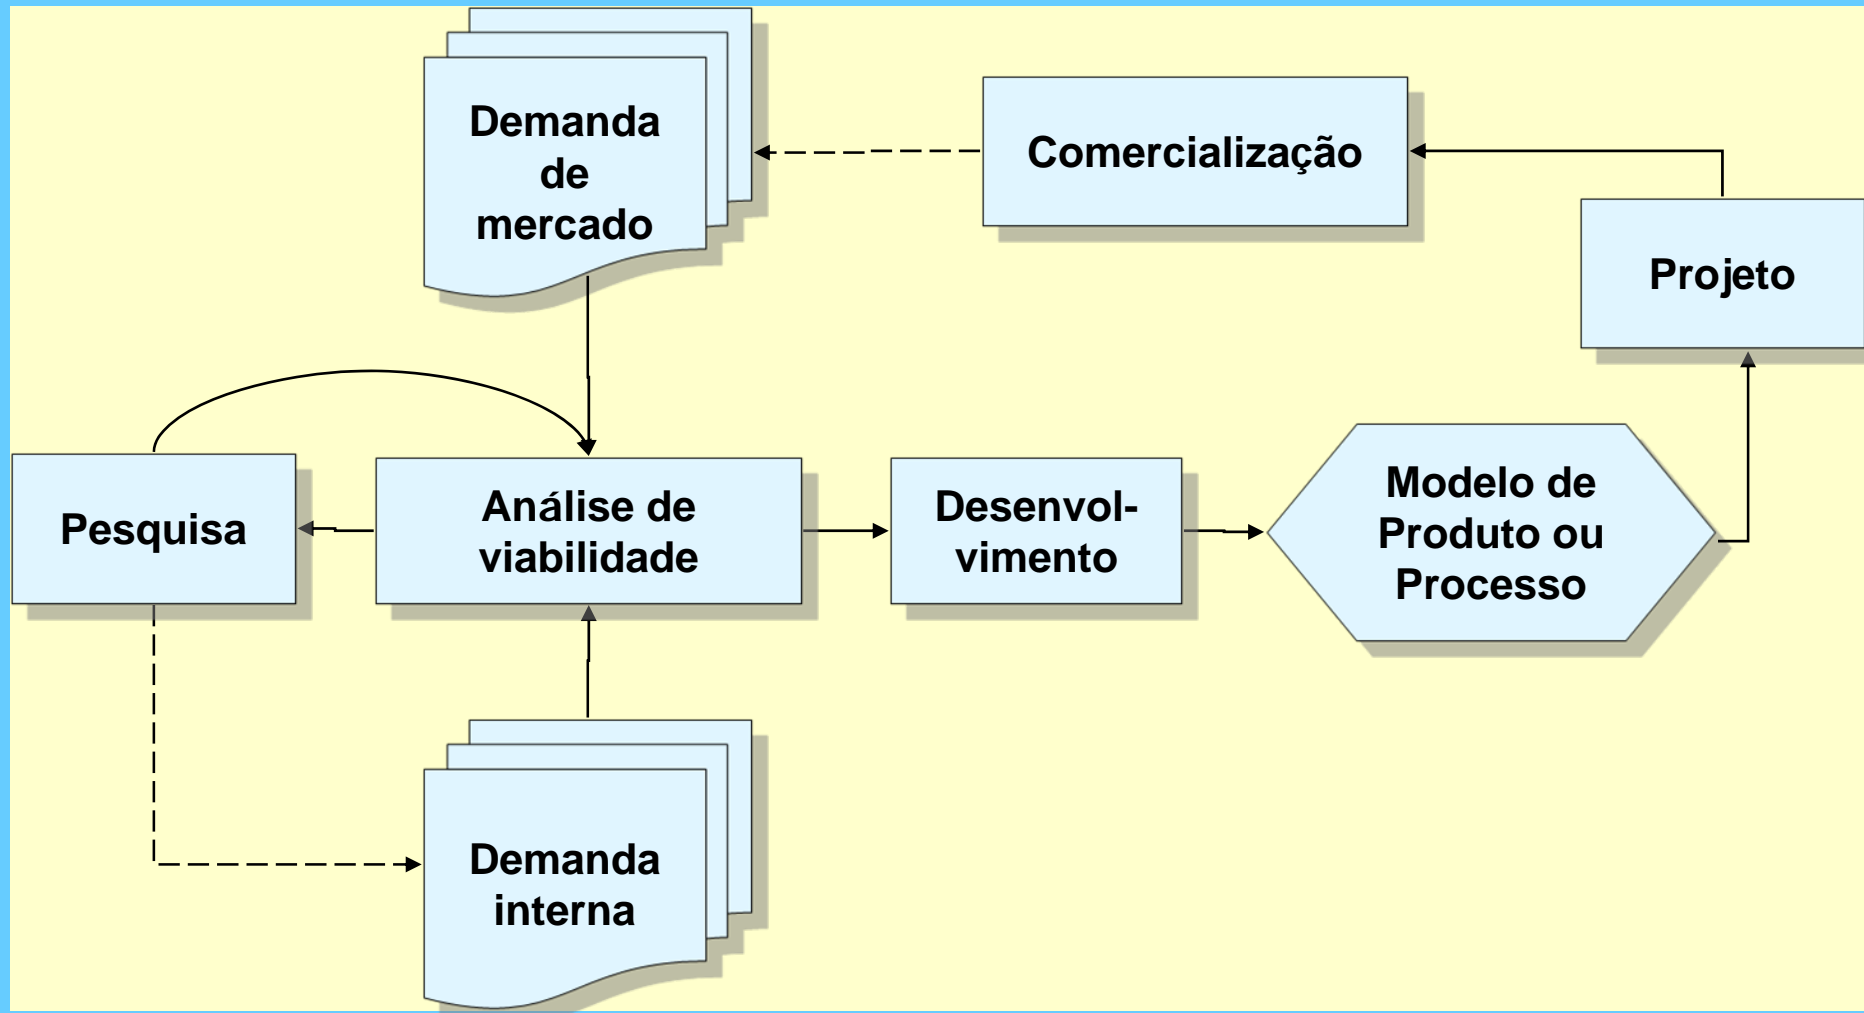 Demanda
de
mercado
Comercialização
Projeto
Pesquisa
Análise de
viabilidade
Desenvol-
vimento
Modelo de
Produto ou
Processo
Demanda
interna